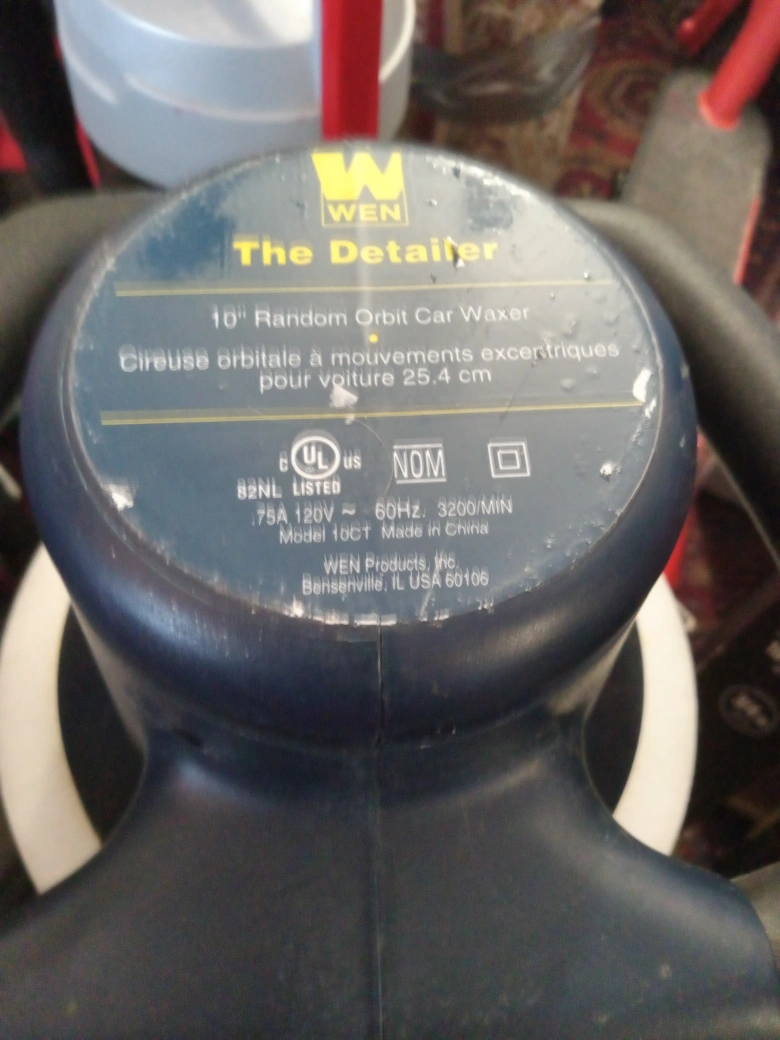 W
WEN
The Detailer
10" Random Orbit Car Waxer
Cireuse orbitale à mouvements excentriques
pour voiture 25.4 cm
C UL US NOM
82NL LISTED
.75A 120V ~ 60Hz. 3200/MIN
Model 10CT Made in China
WEN Products, Inc.
Bensenville, IL USA 60106